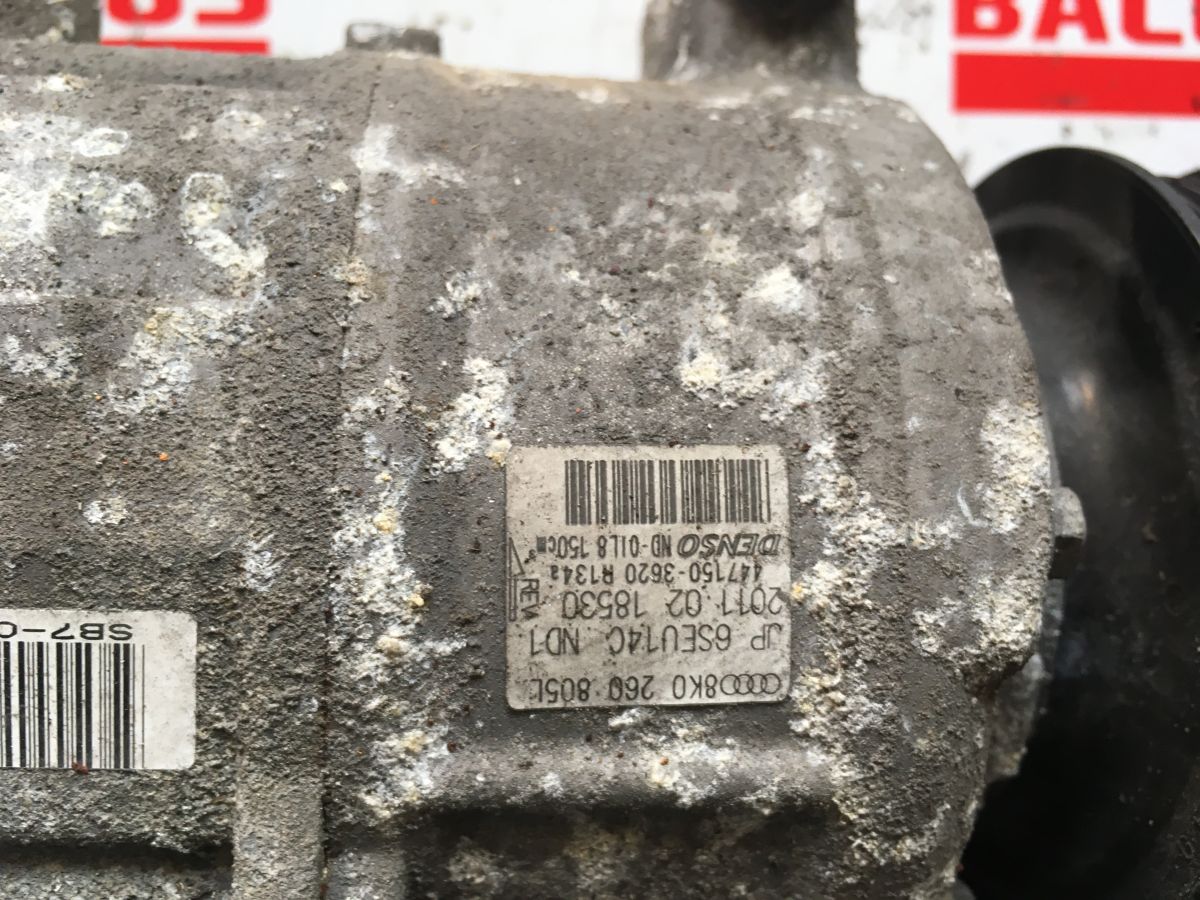 8K0 260 805L
JP 6SEU14C ND1
2011 02 18530 REV
447150-3620 R134a
DENSO ND-OIL8 150cm³
SB7-
BAL